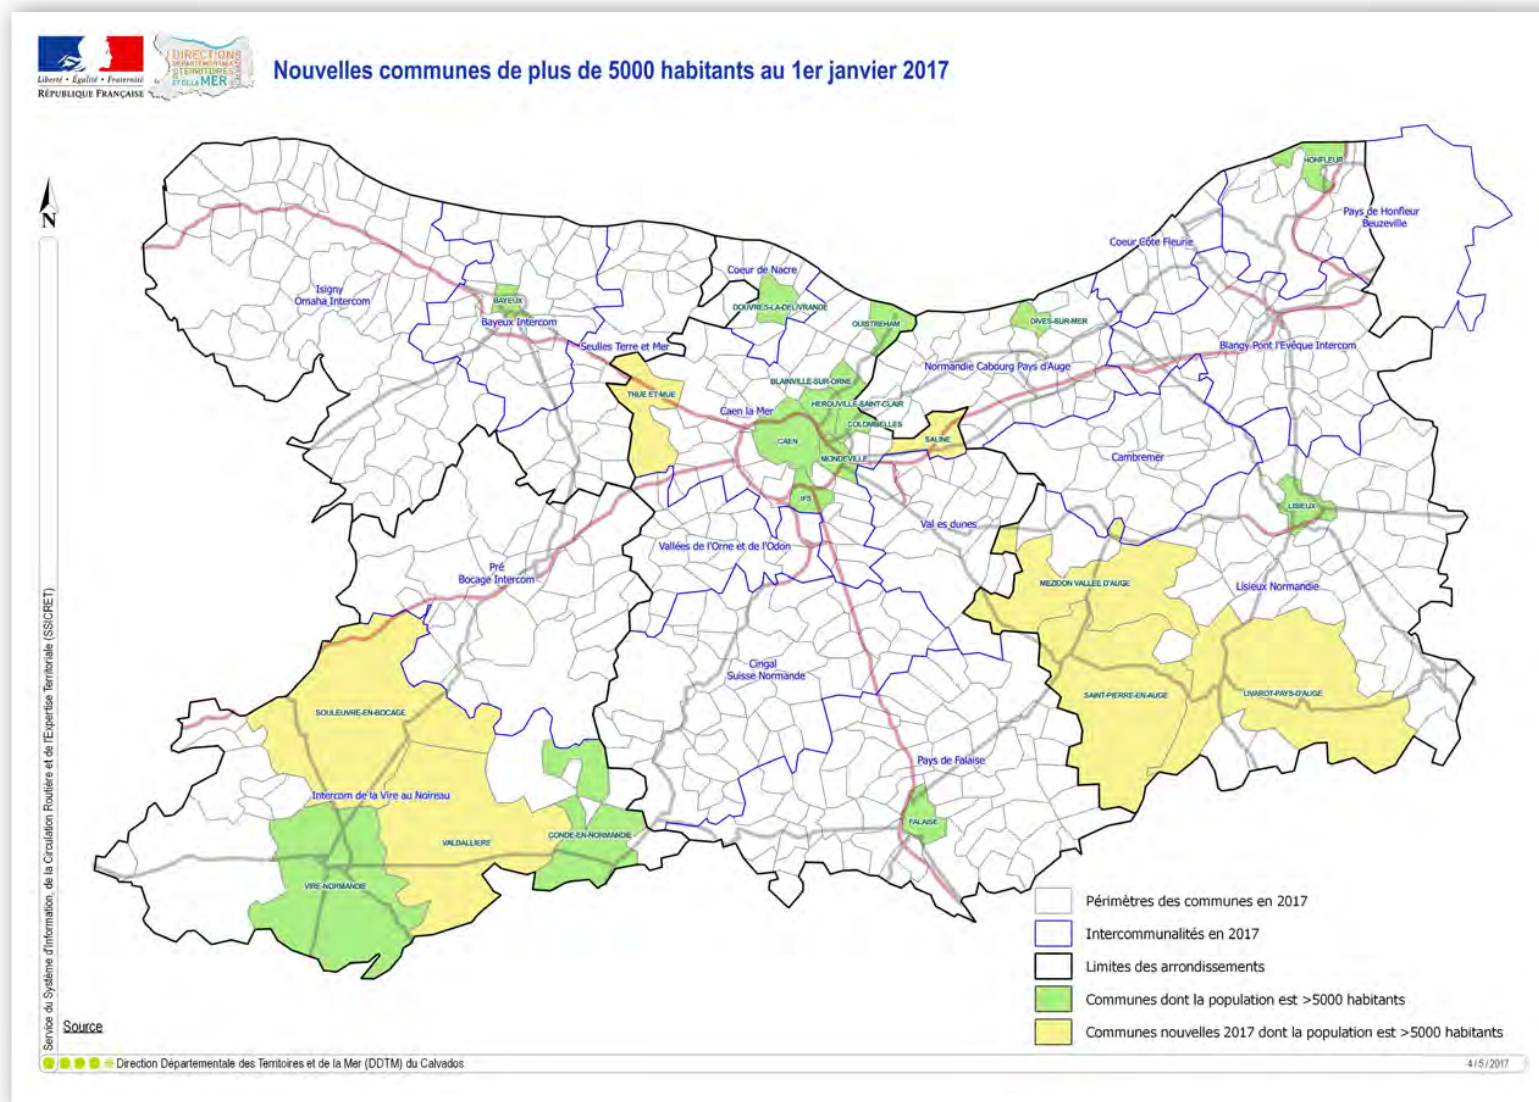 Liberté • Égalité • Fraternité
RÉPUBLIQUE FRANÇAISE
DIRECTIONS
DÉPARTEMENTALES
TERRITOIRES
ET DE LA MER
Nouvelles communes de plus de 5000 habitants au 1er janvier 2017
N
HONFLEUR
Pays de Honfleur
Beuzeville
Coeur Côte Fleurie
Coeur de Nacre
Isigny
Omaha Intercom
BAYEUX
DOUVRES-LA-DELIVRANDE
Bayeux Intercom
OUISTREHAM
DIVES-SUR-MER
Seulles Terre et Mer
Blangy Pont l'Evêque Intercom
Normandie Cabourg Pays d'Auge
BLAINVILLE-SUR-ORNE
THUE ET MUE
HEROUVILLE-SAINT-CLAIR
Caen la Mer
COLOMBELLES
CAEN
SALINE
MONDEVILLE
Cambremer
IFS
LISIEUX
Val es dunes
Vallées de l'Orne et de l'Odon
Pré
Bocage Intercom
MEZIDON VALLEE D'AUGE
Lisieux Normandie
Cingal
Suisse Normande
SAINT-PIERRE-EN-AUGE
LIVAROT-PAYS-D'AUGE
SOULEUVRE-EN-BOCAGE
Pays de Falaise
Intercom de la Vire au Noireau
FALAISE
CONDE-EN-NORMANDIE
VALDALLIERE
VIRE-NORMANDIE
Périmètres des communes en 2017
Intercommunalités en 2017
Limites des arrondissements
Communes dont la population est >5000 habitants
Communes nouvelles 2017 dont la population est >5000 habitants
Service du Système d'Information, de la Circulation Routière et de l'Expertise Territoriale (SSICRET)
Source
Direction Départementale des Territoires et de la Mer (DDTM) du Calvados
4/5/2017